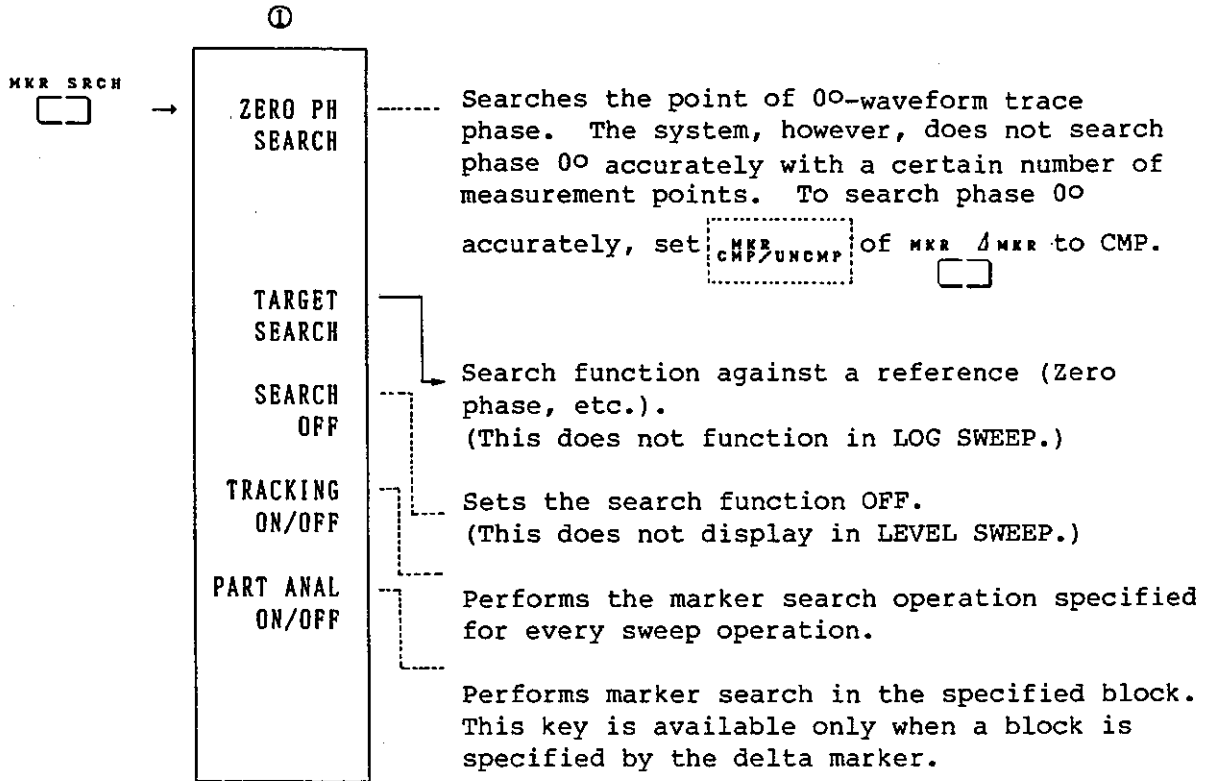 ①
MKR SRCH
→
ZERO PH
SEARCH
Searches the point of 0º-waveform trace
phase. The system, however, does not search
phase 0º accurately with a certain number of
measurement points. To search phase 0º
accurately, set MKR CMP/UNCMP of MKR ΔMKR to CMP.
TARGET
SEARCH
Search function against a reference (Zero
phase, etc.).
(This does not function in LOG SWEEP.)
SEARCH
OFF
Sets the search function OFF.
(This does not display in LEVEL SWEEP.)
TRACKING
ON/OFF
Performs the marker search operation specified
for every sweep operation.
PART ANAL
ON/OFF
Performs marker search in the specified block.
This key is available only when a block is
specified by the delta marker.